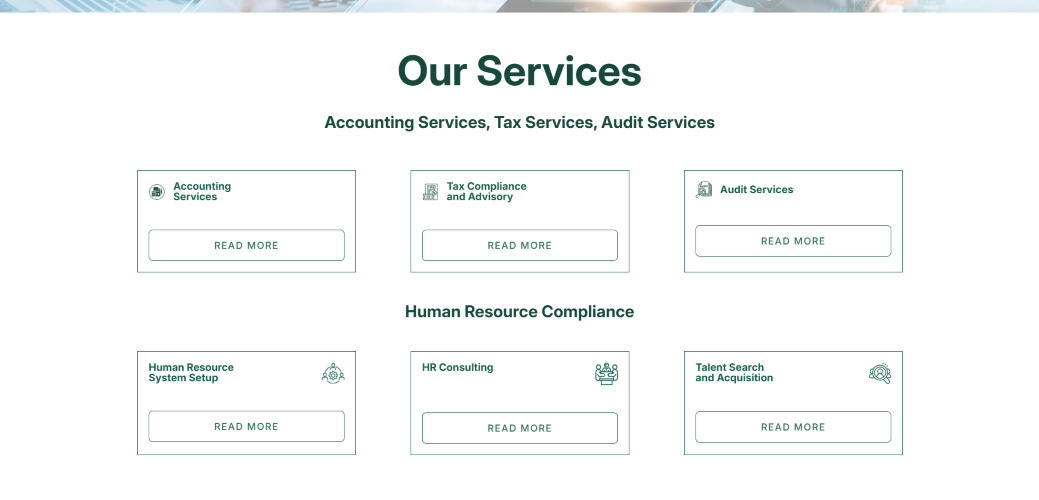 Our Services
Accounting Services, Tax Services, Audit Services
Accounting
Services
READ MORE
Tax Compliance
and Advisory
READ MORE
Audit Services
READ MORE
Human Resource Compliance
Human Resource
System Setup
READ MORE
HR Consulting
READ MORE
Talent Search
and Acquisition
READ MORE